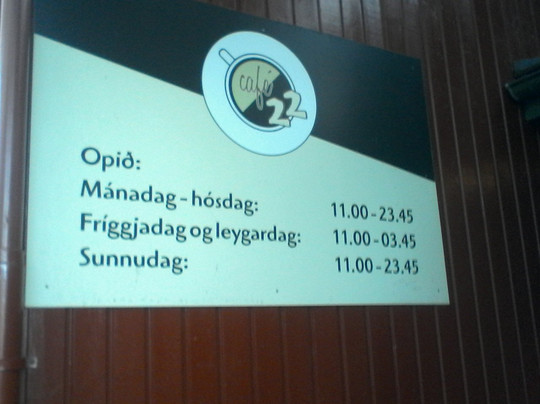 café
22
Opið:
Mánadag - hósdag: 11.00 - 23.45
Fríggjadag og leygardag: 11.00 - 03.45
Sunnudag: 11.00 - 23.45